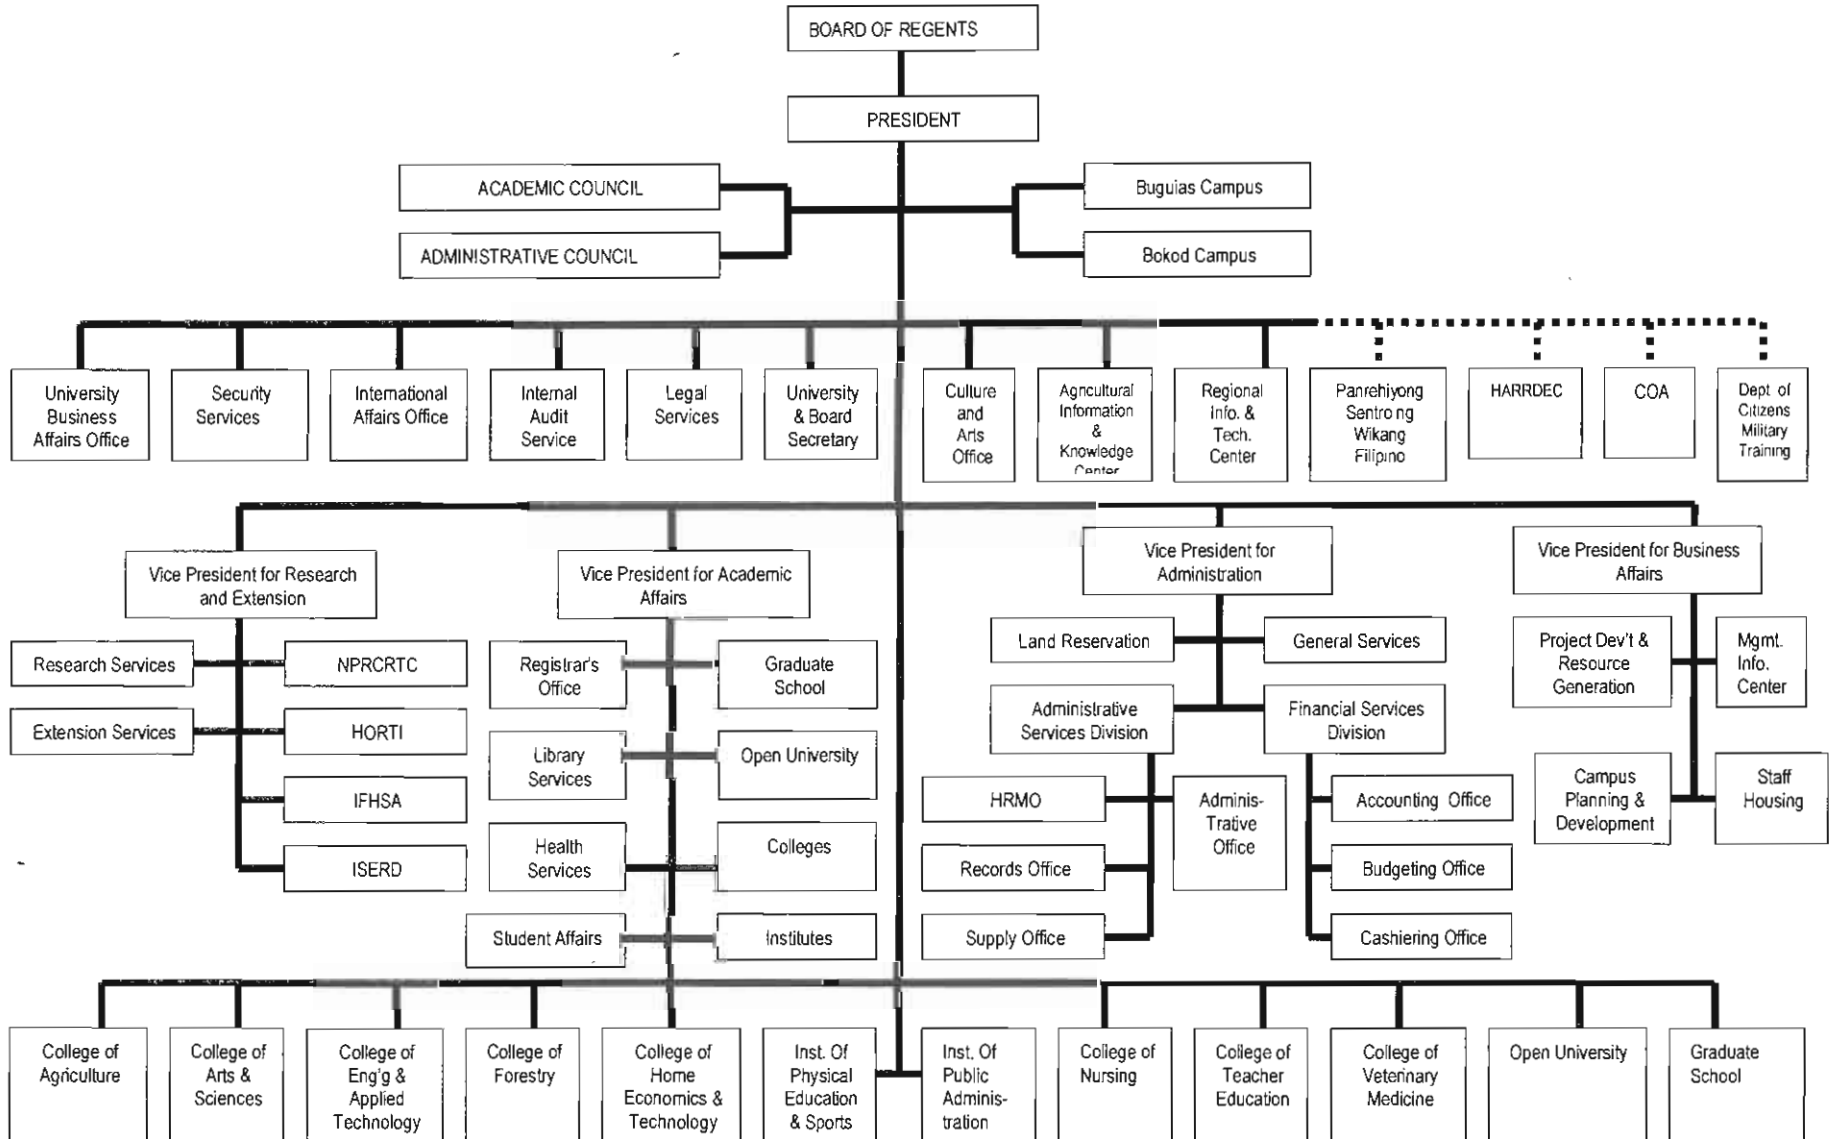 BOARD OF REGENTS
PRESIDENT
ACADEMIC COUNCIL
Buguias Campus
ADMINISTRATIVE COUNCIL
Bokod Campus
University
Business
Affairs Office
Security
Services
International
Affairs Office
Internal
Audit
Service
Legal
Services
University
& Board
Secretary
Culture
and
Arts
Office
Agricultural
Information
&
Knowledge
Center
Regional
Info. &
Tech.
Center
Panrehiyong
Sentro ng
Wikang
Filipino
HARRDEC
COA
Dept. of
Citizens
Military
Training
Vice President for Research
and Extension
Vice President for Academic
Affairs
Vice President for
Administration
Vice President for Business
Affairs
Research Services
NPRCRTC
Extension Services
HORTI
IFHSA
ISERD
Registrar's
Office
Graduate
School
Library
Services
Open University
Health
Services
Colleges
Student Affairs
Institutes
Land Reservation
General Services
Administrative
Services Division
Financial Services
Division
HRMO
Adminis-
Trative
Office
Records Office
Supply Office
Accounting Office
Budgeting Office
Cashiering Office
Project Dev't &
Resource
Generation
Mgmt.
Info.
Center
Campus
Planning &
Development
Staff
Housing
College of
Agriculture
College of
Arts &
Sciences
College of
Eng'g &
Applied
Technology
College of
Forestry
College of
Home
Economics &
Technology
Inst. Of
Physical
Education
& Sports
Inst. Of
Public
Adminis-
tration
College of
Nursing
College of
Teacher
Education
College of
Veterinary
Medicine
Open University
Graduate
School